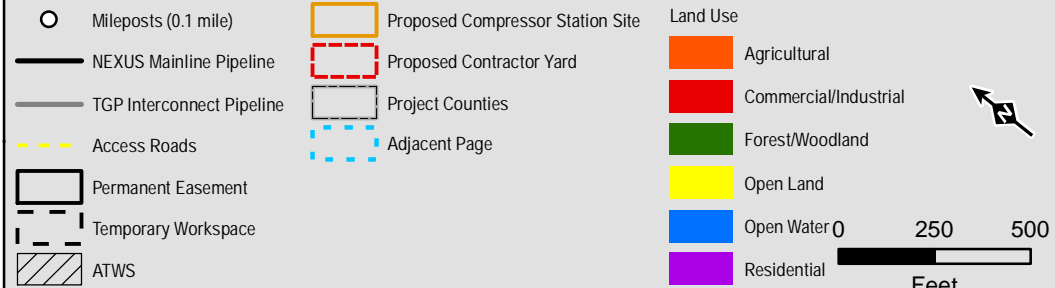 Mileposts (0.1 mile)
NEXUS Mainline Pipeline
TGP Interconnect Pipeline
Access Roads
Permanent Easement
Temporary Workspace
ATWS
Proposed Compressor Station Site
Proposed Contractor Yard
Project Counties
Adjacent Page
Land Use
Agricultural
Commercial/Industrial
Forest/Woodland
Open Land
Open Water
Residential
N
0 250 500
Feet